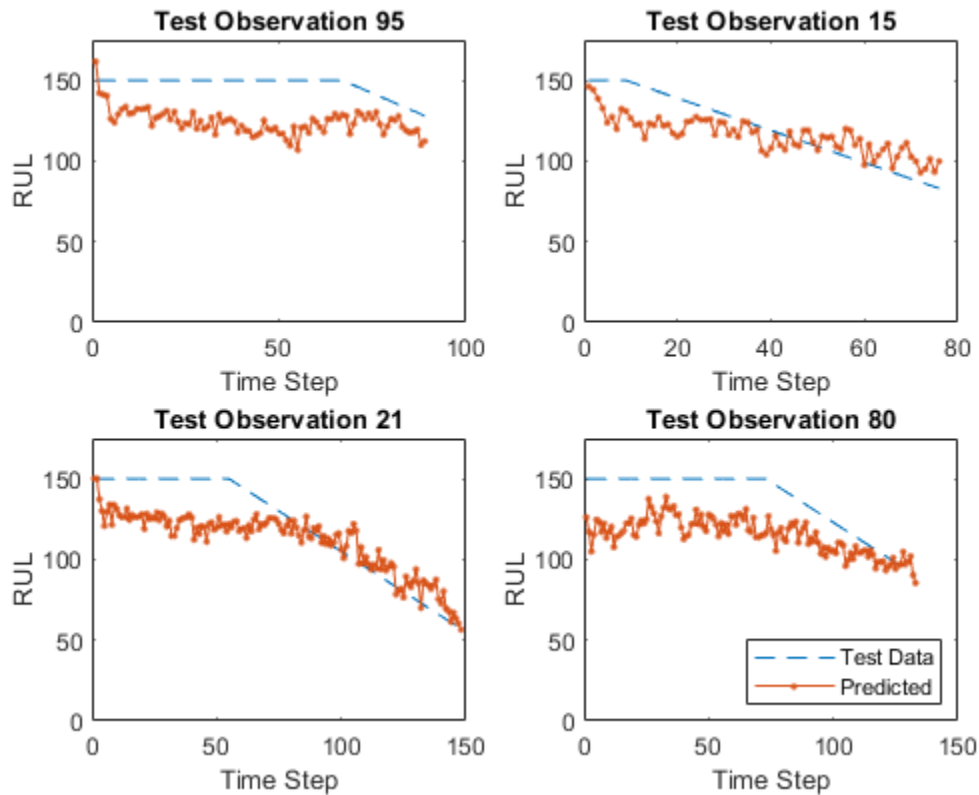 Test Observation 95
150
100
50
0
RUL
0 50 100
Time Step
Test Observation 15
150
100
50
0
RUL
0 20 40 60 80
Time Step
Test Observation 21
150
100
50
0
RUL
0 50 100 150
Time Step
Test Observation 80
150
100
50
0
RUL
Test Data
Predicted
0 50 100 150
Time Step